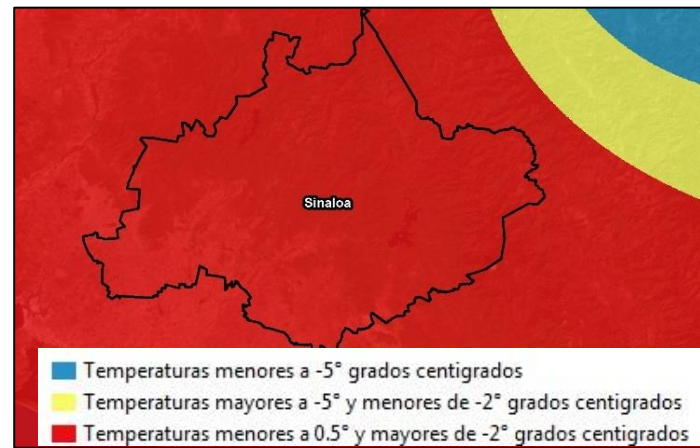 Sinaloa
Temperaturas menores a -5° grados centigrados
Temperaturas mayores a -5° y menores de -2° grados centigrados
Temperaturas menores a 0.5° y mayores de -2° grados centigrados